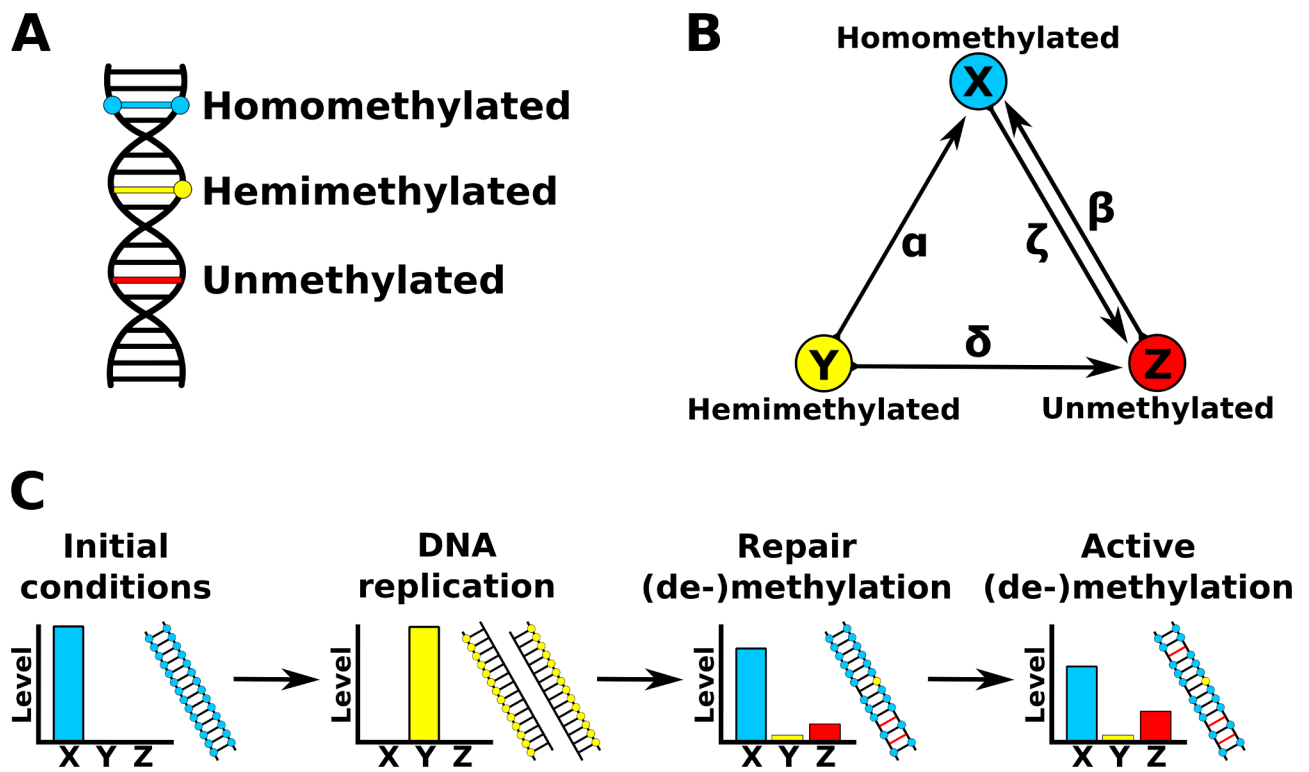 A
Homomethylated
Hemimethylated
Unmethylated
B
Homomethylated
X
α
ζ
β
Y
δ
Z
Hemimethylated
Unmethylated
C
Initial
conditions
Level
X Y Z
DNA
replication
Level
X Y Z
Repair
(de-)methylation
Level
X Y Z
Active
(de-)methylation
Level
X Y Z